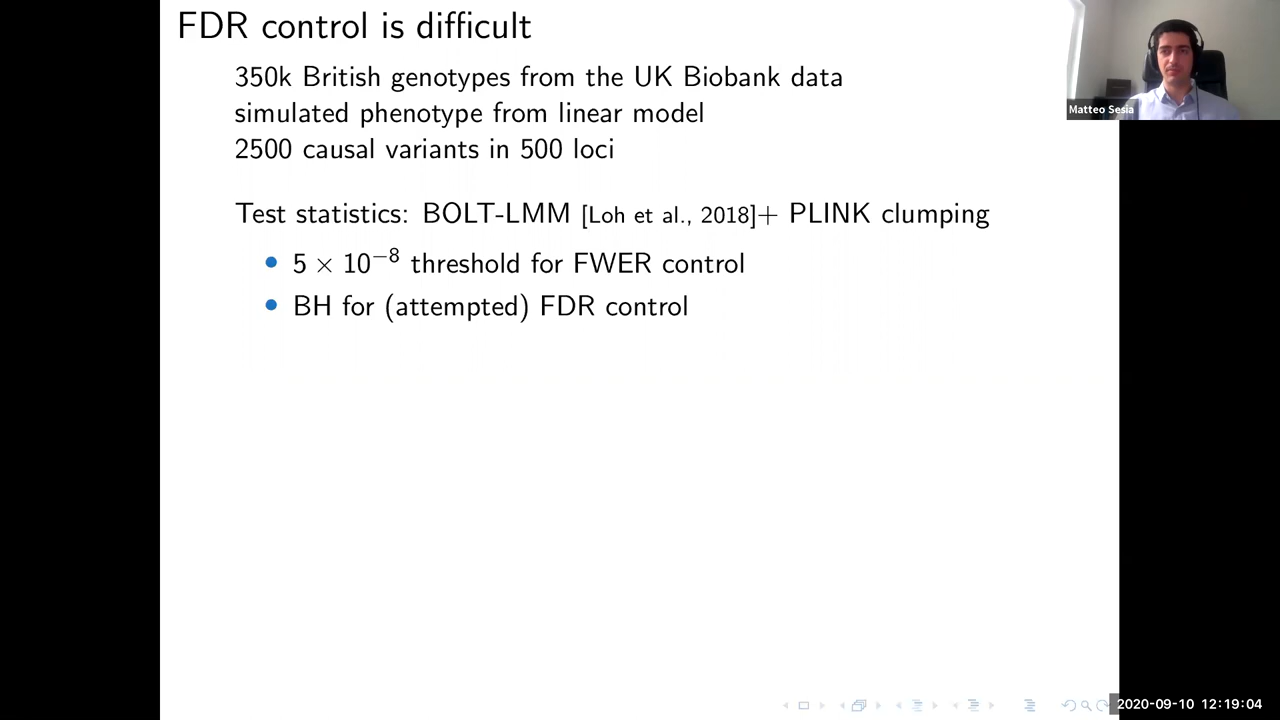 FDR control is difficult
350k British genotypes from the UK Biobank data
simulated phenotype from linear model
2500 causal variants in 500 loci
Test statistics: BOLT-LMM [Loh et al., 2018]+ PLINK clumping
• 5 × 10⁻⁸ threshold for FWER control
• BH for (attempted) FDR control
Matteo Sesia
2020-09-10 12:19:04